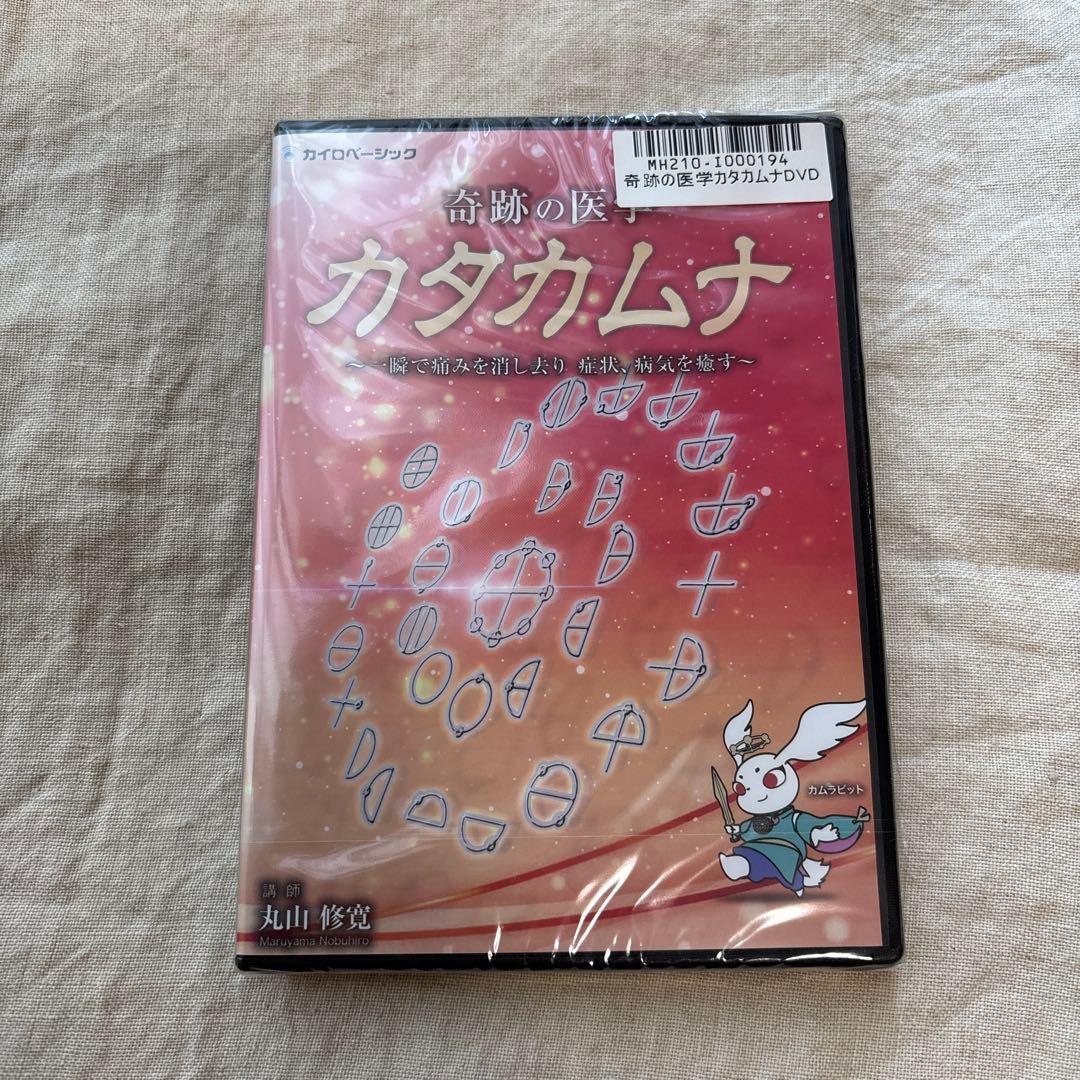 カイロベーシック
MH210-I000194
奇跡の医学カタカムナDVD
奇跡の医学
カタカムナ
～一瞬で痛みを消し去り 症状、病気を癒す～
カムラビット
講師
丸山 修寛
Maruyama Nobuhiro